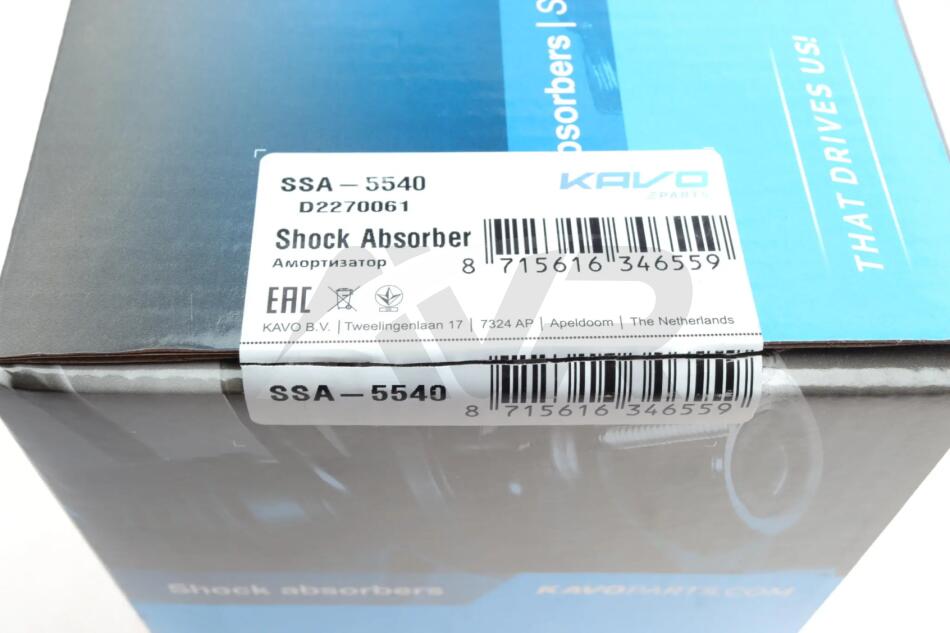 absorbers | S
THAT DRIVES US!
SSA – 5540
KAVO
PARTS
D2270061
Shock Absorber
Амортизатор
8 715616 346559
EAC
KAVO B.V. | Tweelingenlaan 17 | 7324 AP | Apeldoorn | The Netherlands
SSA – 5540
8 715616 346559
Shock absorbers
KAVOPARTS.COM